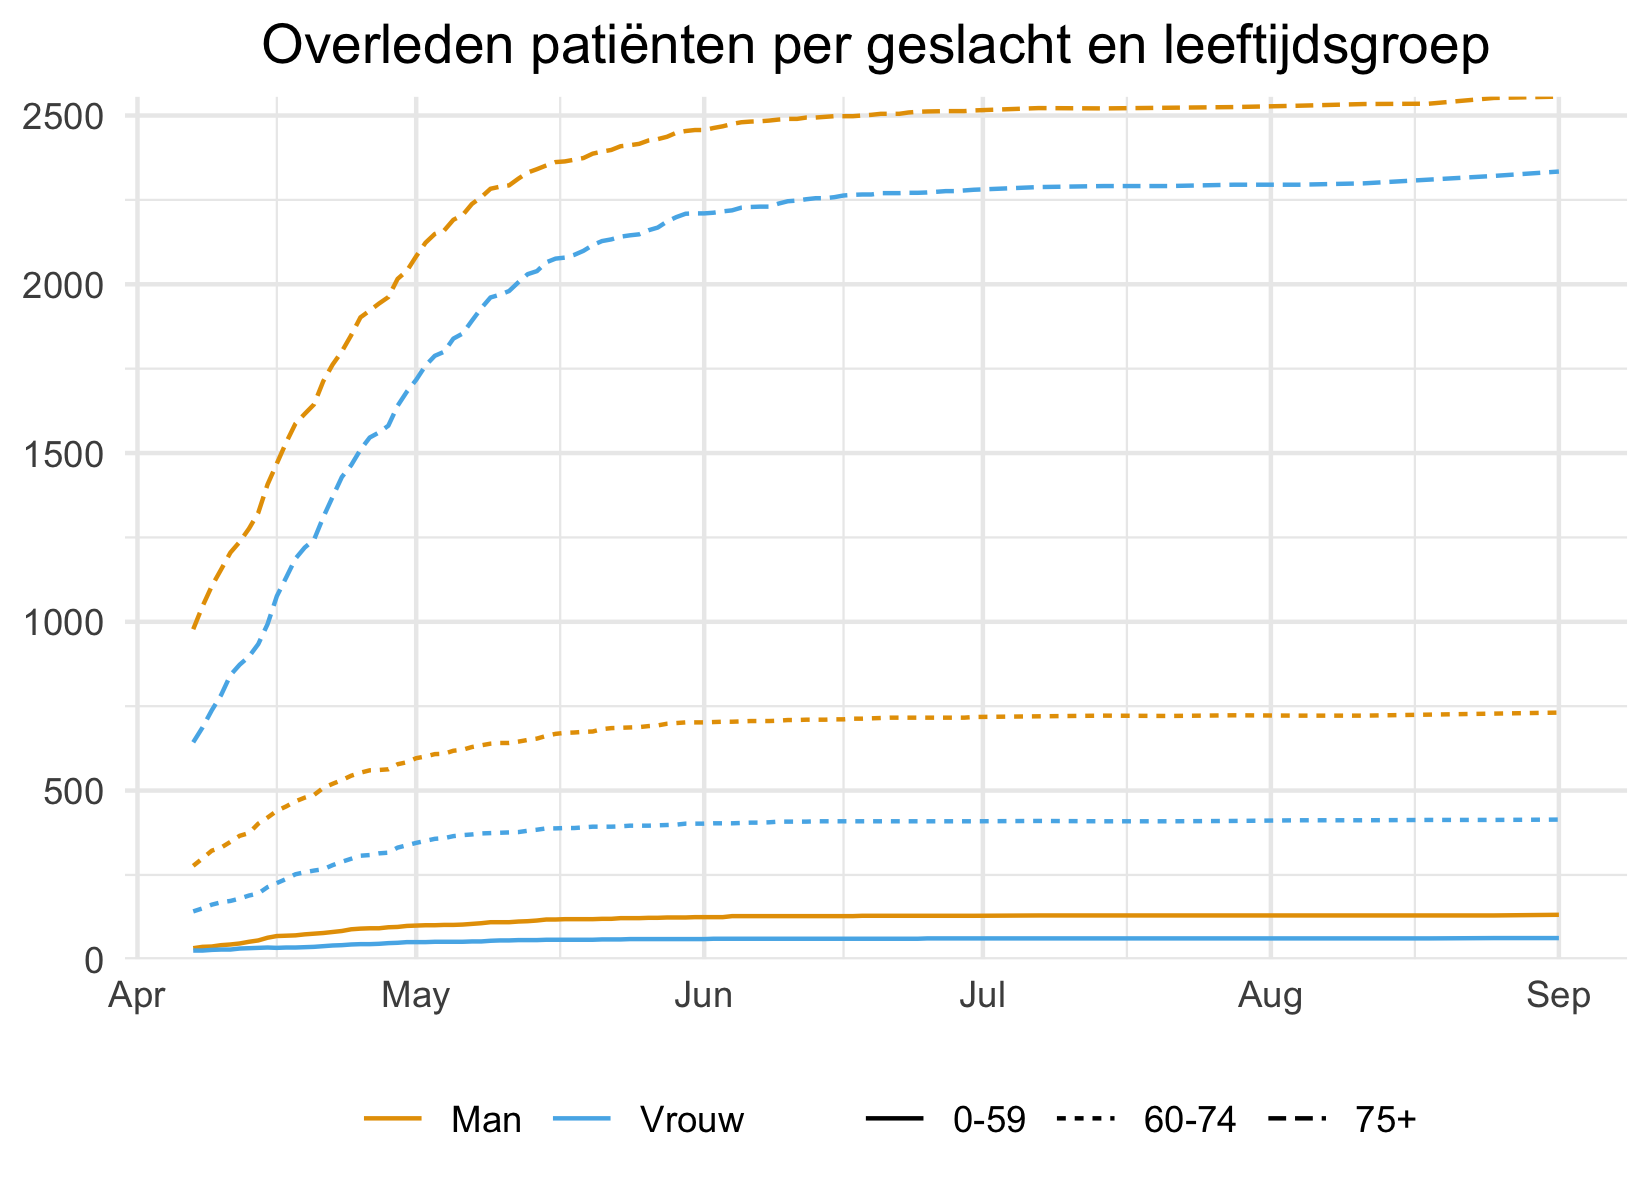 Overleden patiënten per geslacht en leeftijdsgroep
2500
2000
1500
1000
500
0
Apr May Jun Jul Aug Sep
Man Vrouw 0-59 60-74 75+